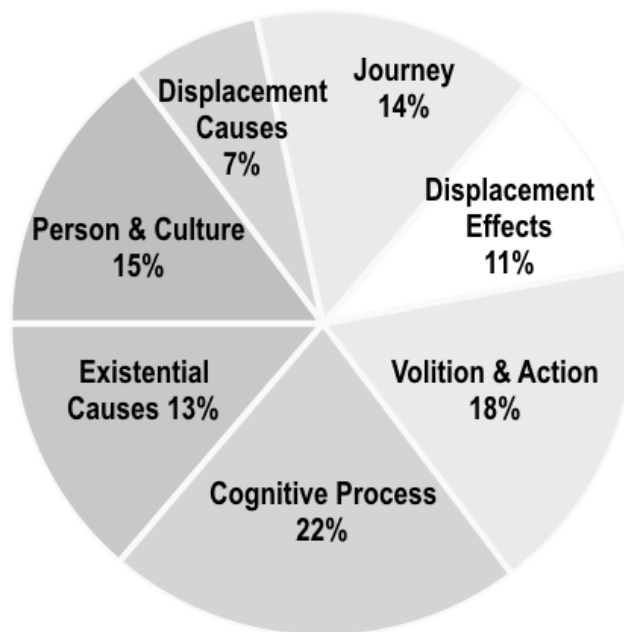 Journey
14%
Displacement
Causes
7%
Displacement
Effects
11%
Person & Culture
15%
Volition & Action
18%
Existential
Causes 13%
Cognitive Process
22%